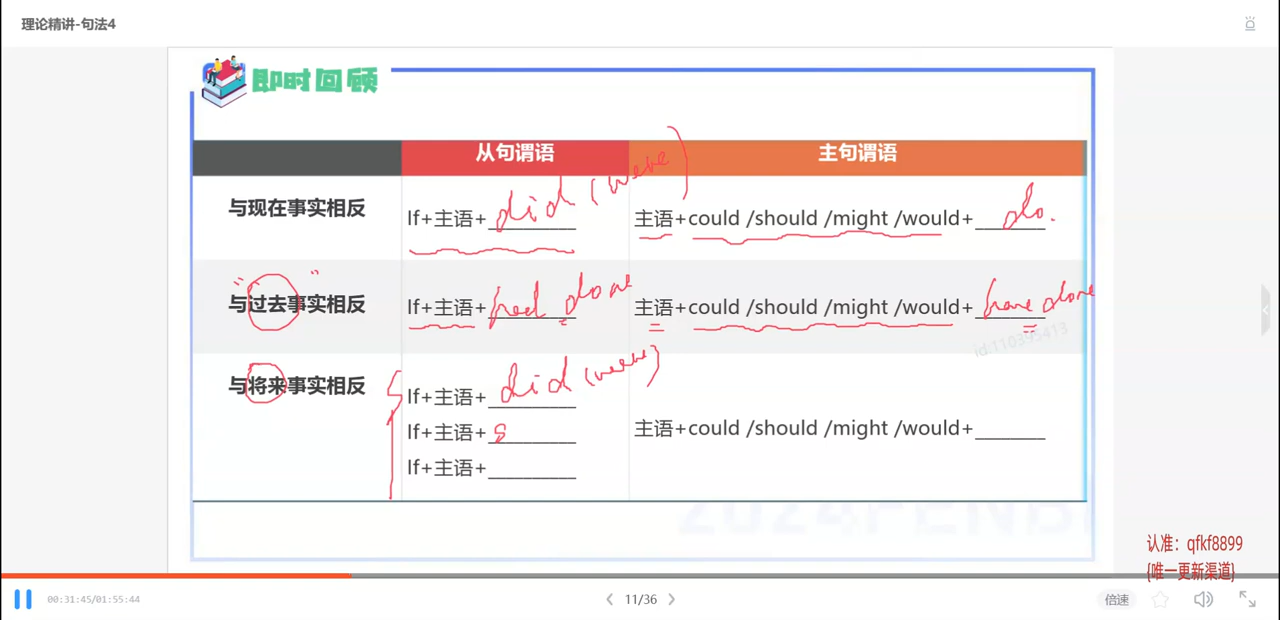 理论精讲-句法4
即时回顾
从句谓语 主句谓语
与现在事实相反 If+主语+did (were) 主语+could /should /might /would+do.
与“过去”事实相反 If+主语+had done 主语+could /should /might /would+have done
id:110395413
与将来事实相反 If+主语+did (were)
If+主语+s 主语+could /should /might /would+_______
If+主语+________
2024FENBI
认准：qfkf8899
{唯一更新渠道}
00:31:45/01:55:44 11/36 倍速